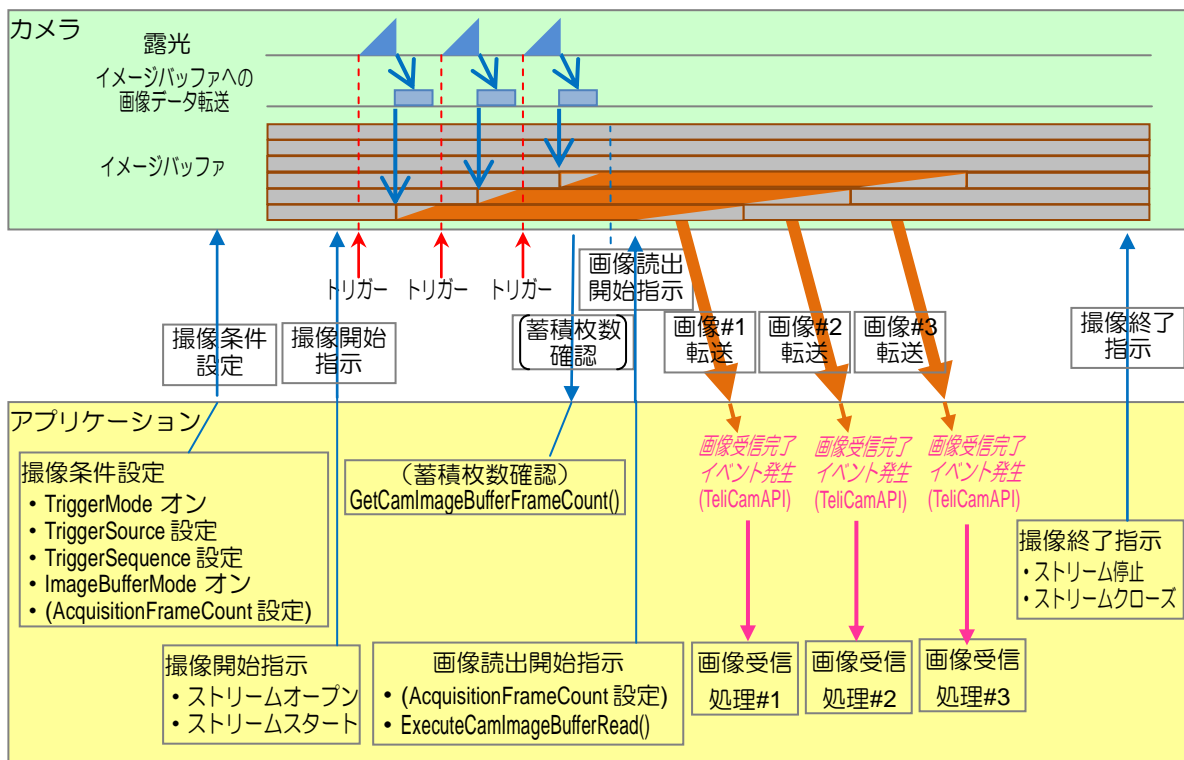 カメラ
露光
イメージバッファへの
画像データ転送
イメージバッファ
トリガー
トリガー
トリガー
画像読出
開始指示
撮像条件
設定
撮像開始
指示
蓄積枚数
確認
画像#1
転送
画像#2
転送
画像#3
転送
撮像終了
指示
アプリケーション
撮像条件設定
• TriggerMode オン
• TriggerSource 設定
• TriggerSequence 設定
• ImageBufferMode オン
• (AcquisitionFrameCount 設定)
（蓄積枚数確認）
GetCamImageBufferFrameCount()
画像受信完了
イベント発生
(TeliCamAPI)
画像受信完了
イベント発生
(TeliCamAPI)
画像受信完了
イベント発生
(TeliCamAPI)
撮像終了指示
・ストリーム停止
・ストリームクローズ
撮像開始指示
• ストリームオープン
• ストリームスタート
画像読出開始指示
• (AcquisitionFrameCount 設定)
• ExecuteCamImageBufferRead()
画像受信
処理#1
画像受信
処理#2
画像受信
処理#3